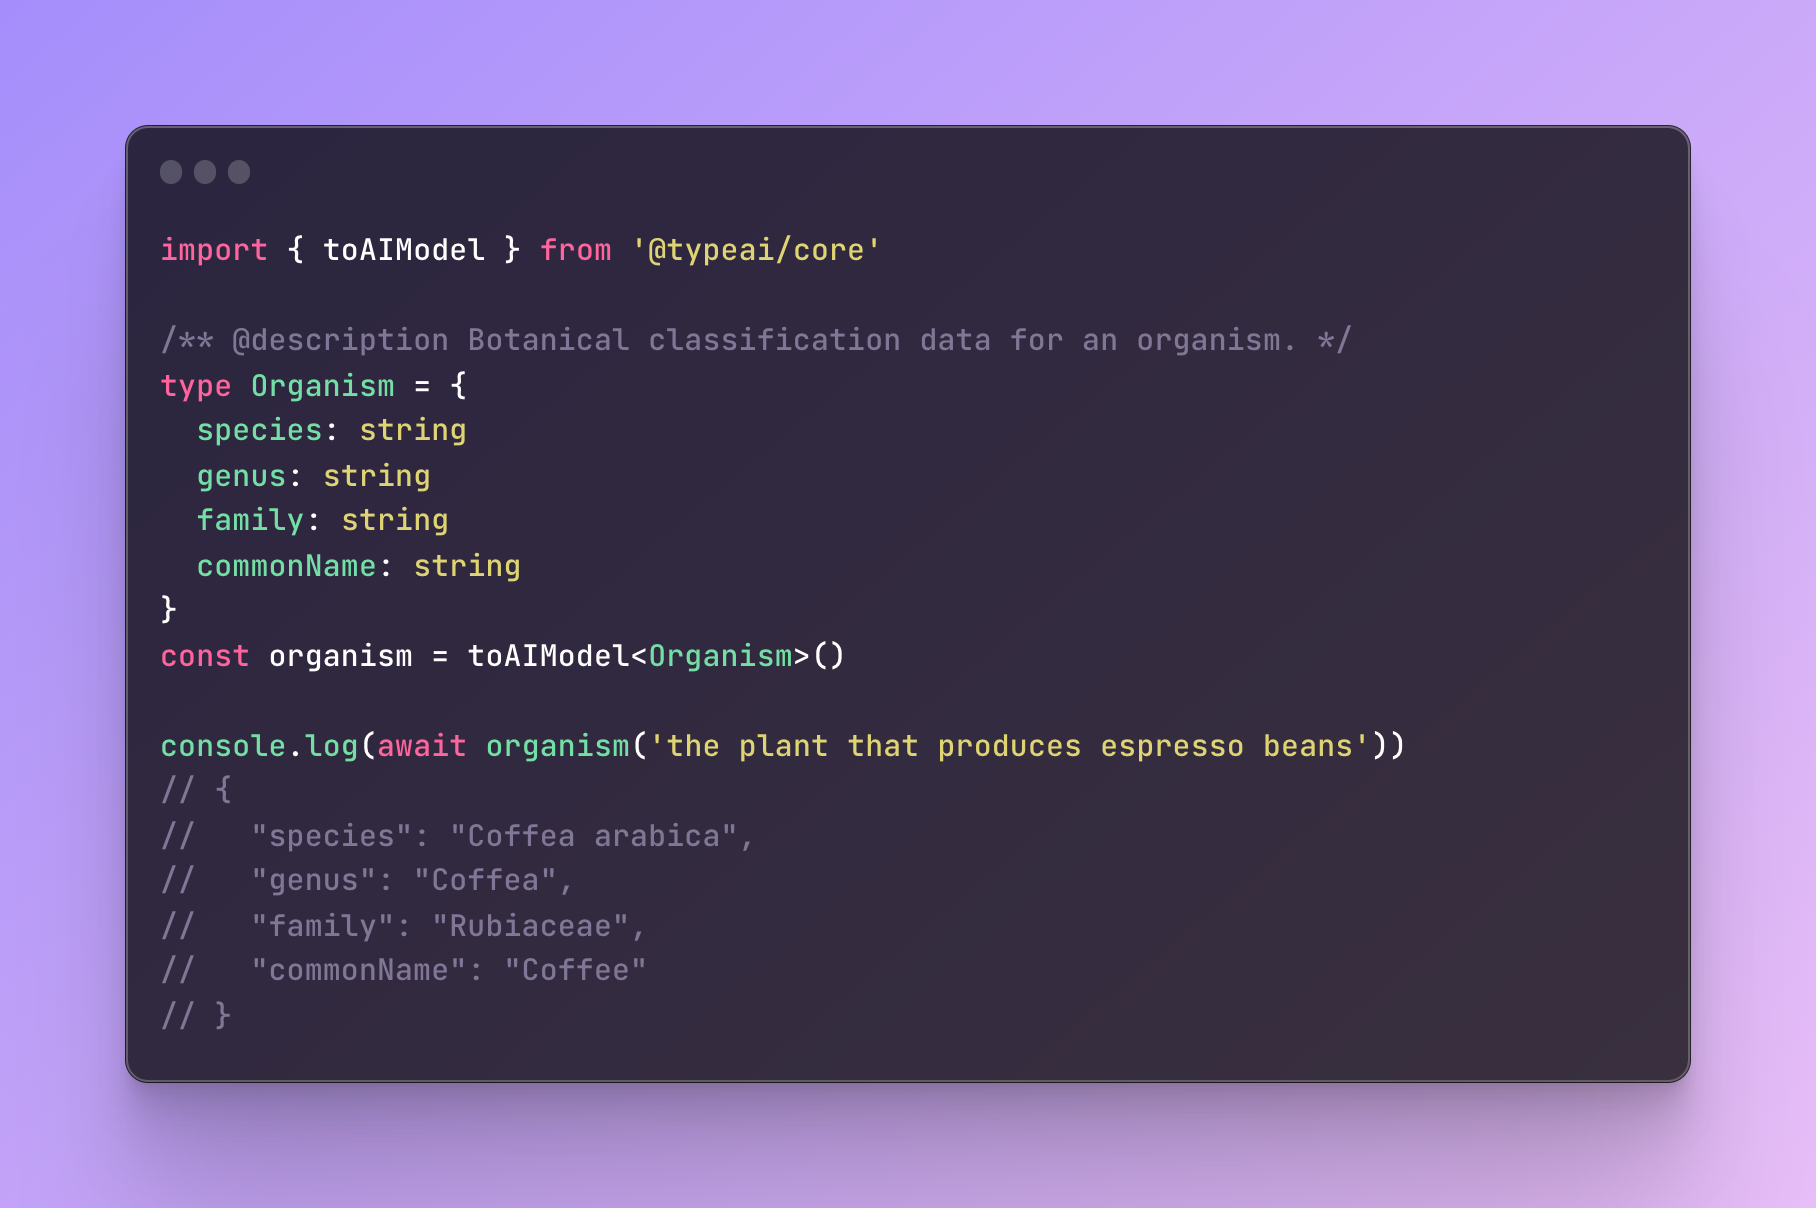 import { toAIModel } from '@typeai/core'
/** @description Botanical classification data for an organism. */
type Organism = {
  species: string
  genus: string
  family: string
  commonName: string
}
const organism = toAIModel<Organism>()
console.log(await organism('the plant that produces espresso beans'))
// {
//   "species": "Coffea arabica",
//   "genus": "Coffea",
//   "family": "Rubiaceae",
//   "commonName": "Coffee"
// }